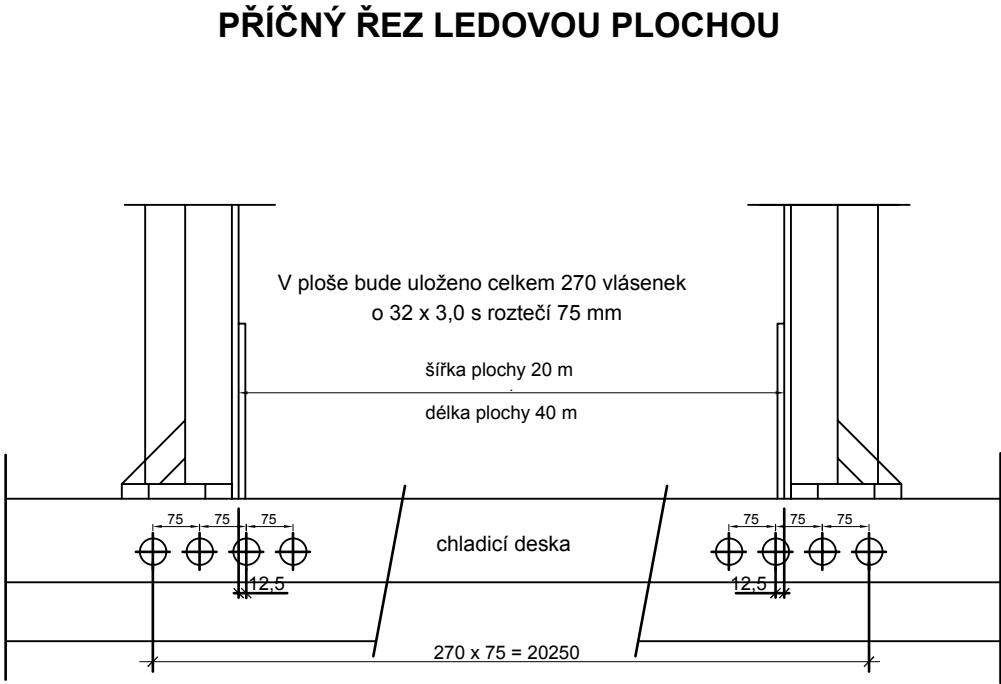 PŘÍČNÝ ŘEZ LEDOVOU PLOCHOU
V ploše bude uloženo celkem 270 vlásenek
o 32 x 3,0 s roztečí 75 mm
šířka plochy 20 m
délka plochy 40 m
75 75 75
75 75 75
chladicí deska
12,5
12,5
270 x 75 = 20250